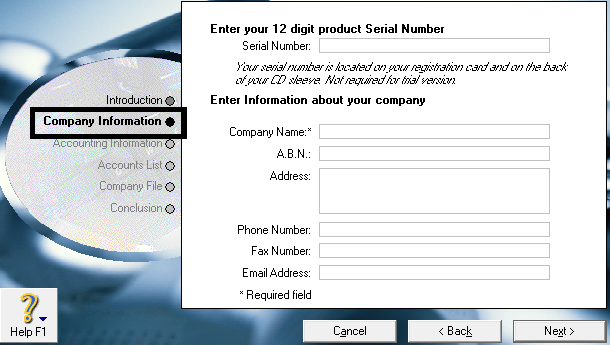 Enter your 12 digit product Serial Number
Serial Number:
Your serial number is located on your registration card and on the back
of your CD sleeve. Not required for trial version.
Introduction
Enter Information about your company
Company Information
Company Name:*
Accounting Information
A.B.N.:
Accounts List
Address:
Company File
Conclusion
Phone Number:
Fax Number:
Email Address:
* Required field
Help F1
Cancel
< Back
Next >